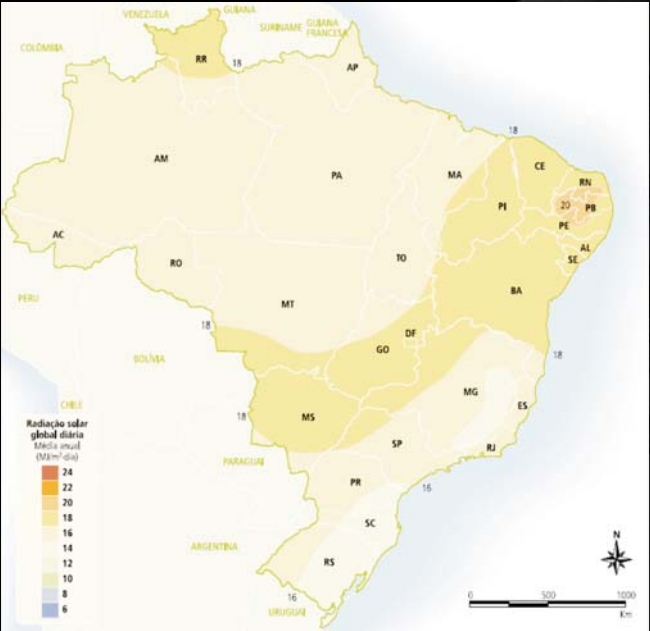 VENEZUELA
GUIANA
SURINAME
GUIANA
FRANCESA
COLÔMBIA
RR
18
AP
18
AM
PA
MA
CE
RN
PI
20
PB
PE
AC
TO
AL
SE
RO
BA
MT
PERU
18
DF
GO
18
BOLÍVIA
MG
CHILE
ES
18
MS
SP
RJ
Radiação solar
global diária
Média anual
(MJ/m².dia)
24
22
20
18
16
14
12
10
8
6
PARAGUAI
PR
16
SC
ARGENTINA
RS
16
URUGUAI
N
0
500
1000
Km